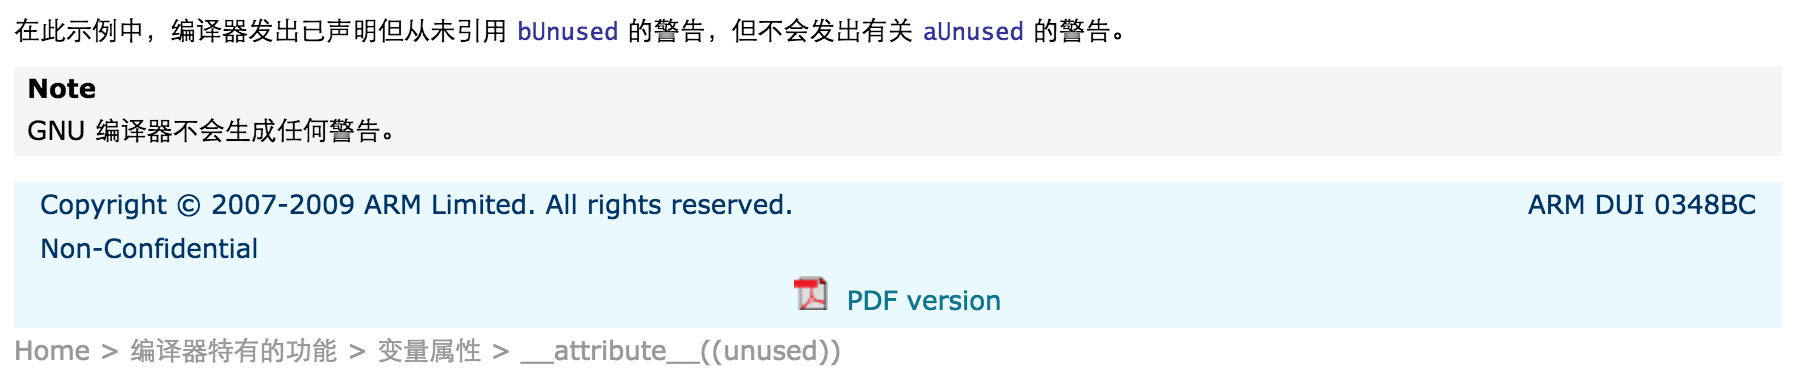 在此示例中，编译器发出已声明但从未引用 bUnused 的警告，但不会发出有关 aUnused 的警告。
Note
GNU 编译器不会生成任何警告。
Copyright © 2007-2009 ARM Limited. All rights reserved. ARM DUI 0348BC
Non-Confidential
PDF version
Home > 编译器特有的功能 > 变量属性 > __attribute__((unused))